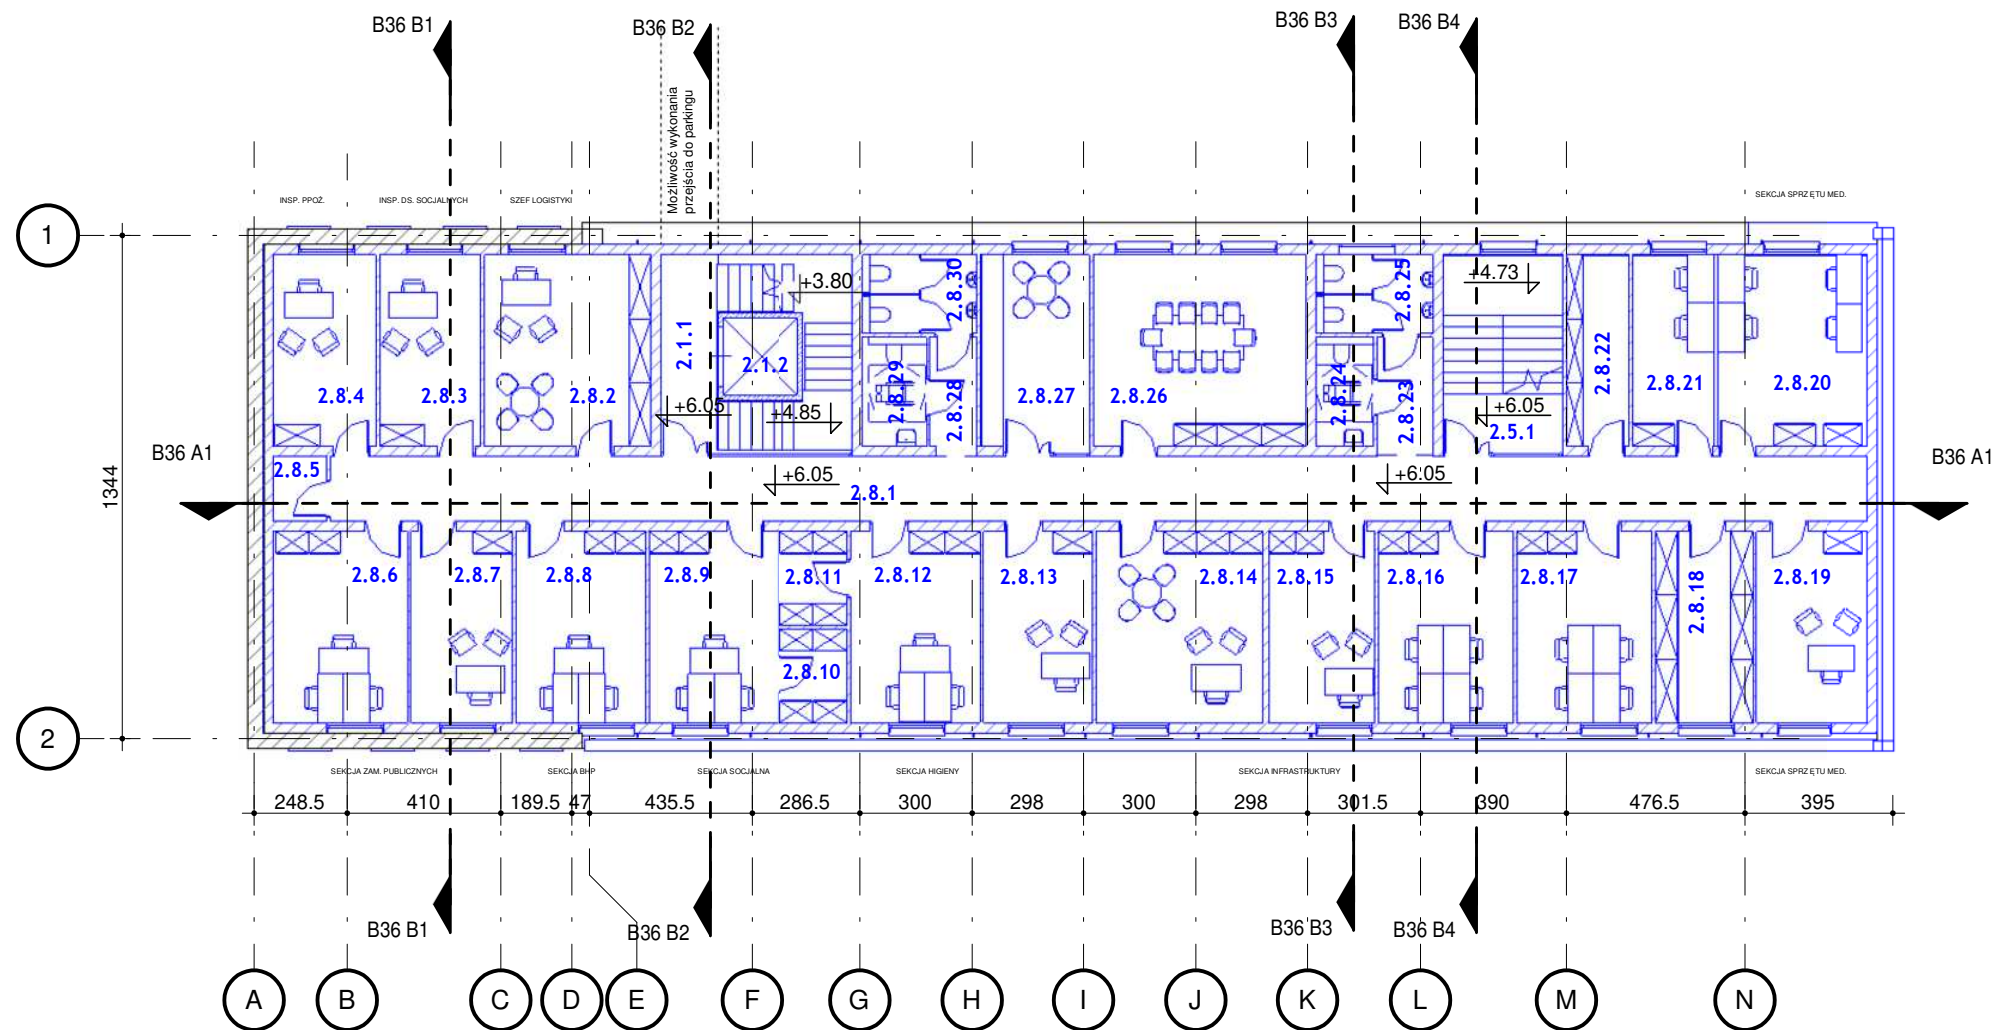 B36 B1
B36 B2
B36 B3
B36 B4
Możliwość wykonania
przejścia do parkingu
INSP. PPOŻ.
INSP. DS. SOCJALNYCH
SZEF LOGISTYKI
SEKCJA SPRZĘTU MED.
1
+3.80
2.8.30
2.8.25
+4.73
2.1.1
2.1.2
2.8.22
2.8.4
2.8.3
2.8.2
2.8.29
2.8.28
2.8.27
2.8.26
2.8.24
2.8.23
2.8.21
2.8.20
+6.05
+4.85
+6.05
2.5.1
B36 A1
B36 A1
2.8.5
+6.05
2.8.1
+6.05
1344
2.8.6
2.8.7
2.8.8
2.8.9
2.8.11
2.8.12
2.8.13
2.8.14
2.8.15
2.8.16
2.8.17
2.8.18
2.8.19
2.8.10
2
SEKCJA ZAM. PUBLICZNYCH
SEKCJA BHP
SEKCJA SOCJALNA
SEKCJA HIGIENY
SEKCJA INFRASTRUKTURY
SEKCJA SPRZĘTU MED.
248.5
410
189.5
47
435.5
286.5
300
298
300
298
301.5
390
476.5
395
B36 B1
B36 B2
B36 B3
B36 B4
A
B
C
D
E
F
G
H
I
J
K
L
M
N